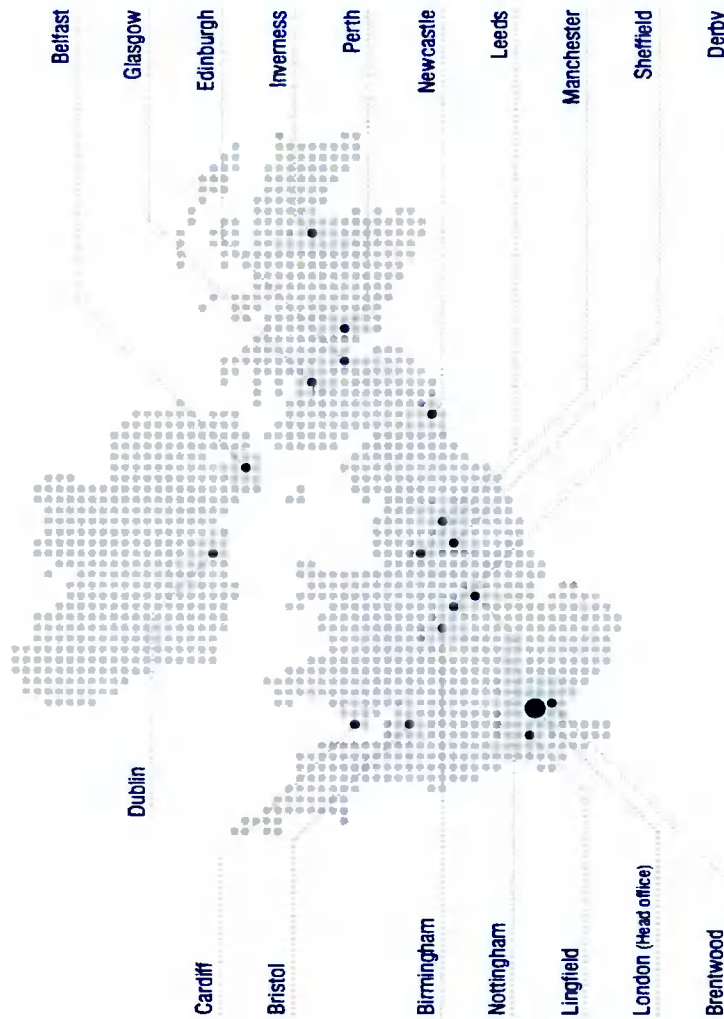 Belfast
Glasgow
Edinburgh
Inverness
Perth
Newcastle
Leeds
Manchester
Sheffield
Derby
Dublin
Cardiff
Bristol
Birmingham
Nottingham
Lingfield
London (Head office)
Brentwood